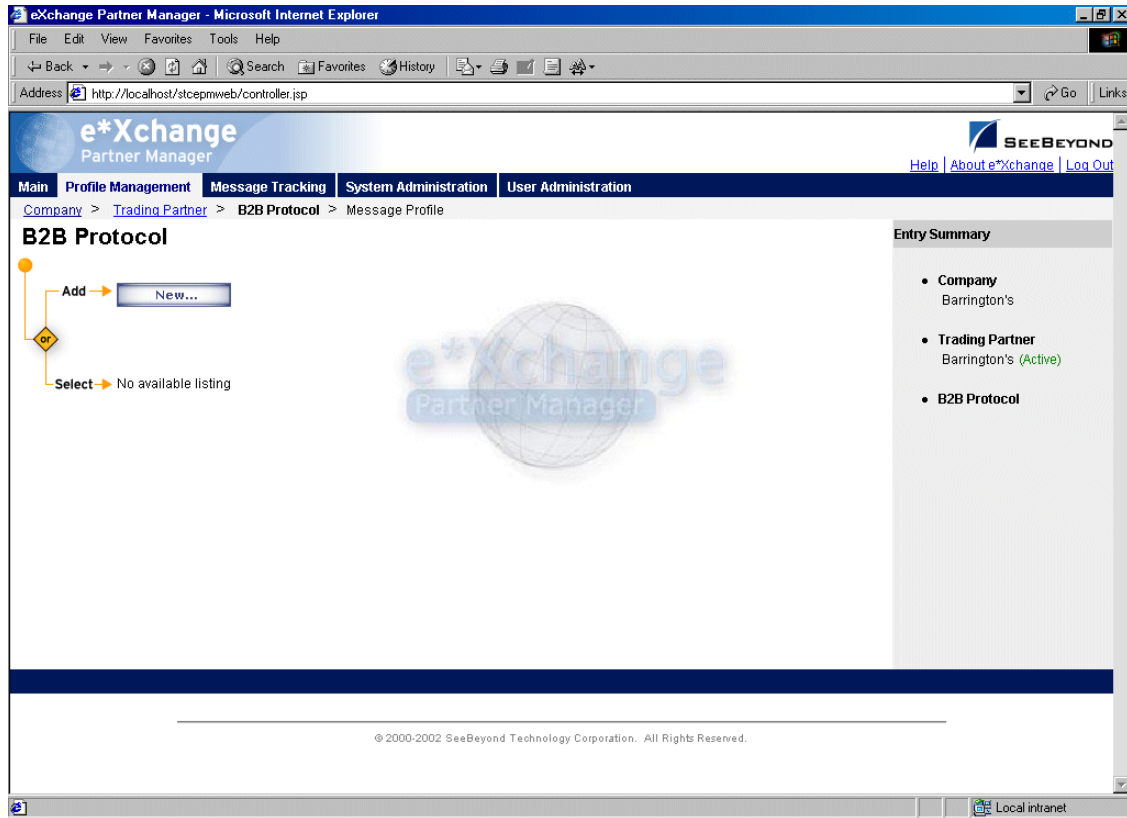 eXchange Partner Manager - Microsoft Internet Explorer
File Edit View Favorites Tools Help
Back Search Favorites History
Address http://localhost/stcepmweb/controller.jsp Go Links
e*Xchange
Partner Manager
SEEBEYOND
Help | About e*Xchange | Log Out
Main Profile Management Message Tracking System Administration User Administration
Company > Trading Partner > B2B Protocol > Message Profile
B2B Protocol
Entry Summary
Add New...
or
Select No available listing
e*Xchange
Partner Manager
• Company
Barrington's
• Trading Partner
Barrington's (Active)
• B2B Protocol
© 2000-2002 SeeBeyond Technology Corporation. All Rights Reserved.
Local intranet